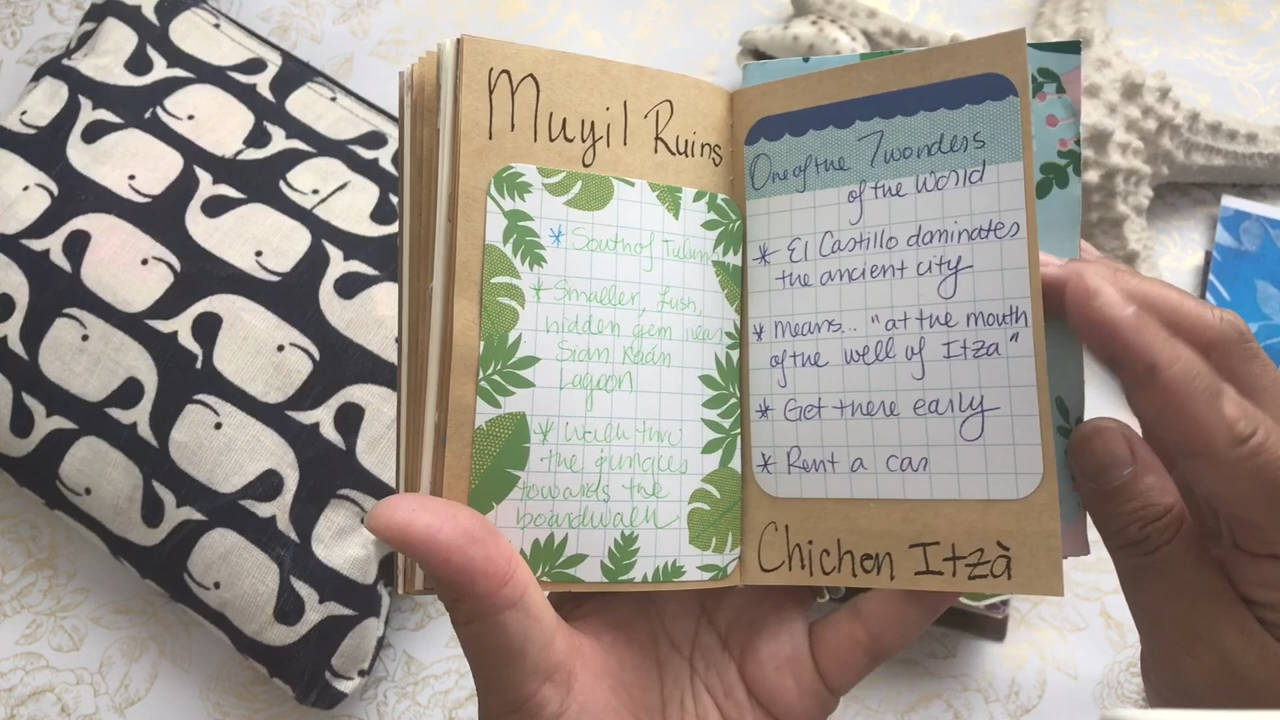 Muyil Ruins
* South of Tulum
* Smaller, lush,
hidden gem near
Sian Kaán
Lagoon
* Walk thru
the jungles
towards the
boardwalk
One of the 7 wonders
of the World
* El Castillo dominates
the ancient city
* means.. "at the mouth
of the well of Itza"
* Get there early
* Rent a car
Chichen Itzà